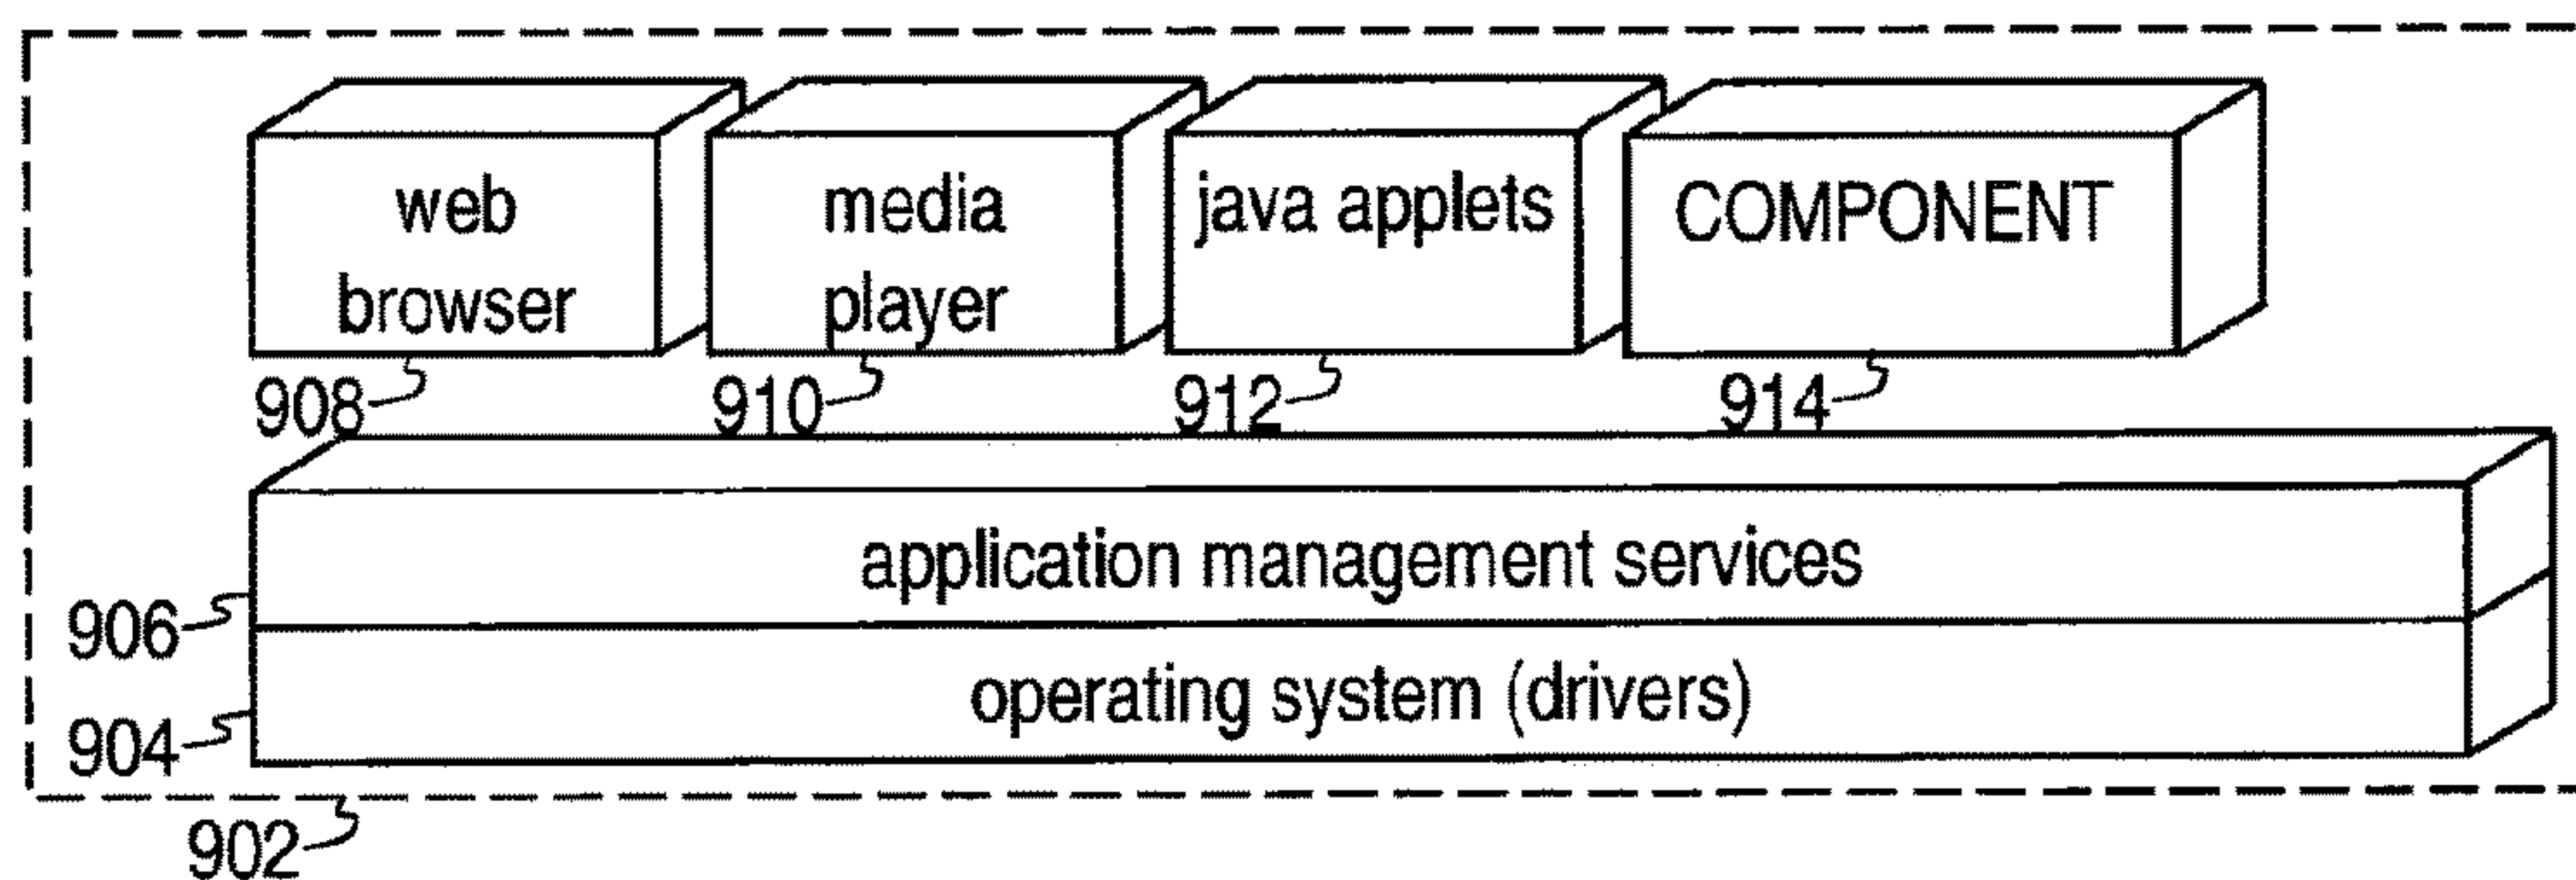 web
browser
media
player
java applets
COMPONENT
908
910
912
914
application management services
906
operating system (drivers)
904
902